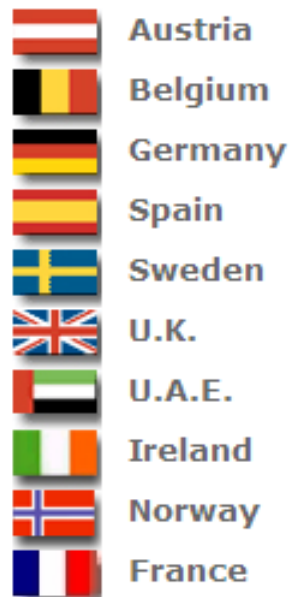 Austria
Belgium
Germany
Spain
Sweden
U.K.
U.A.E.
Ireland
Norway
France